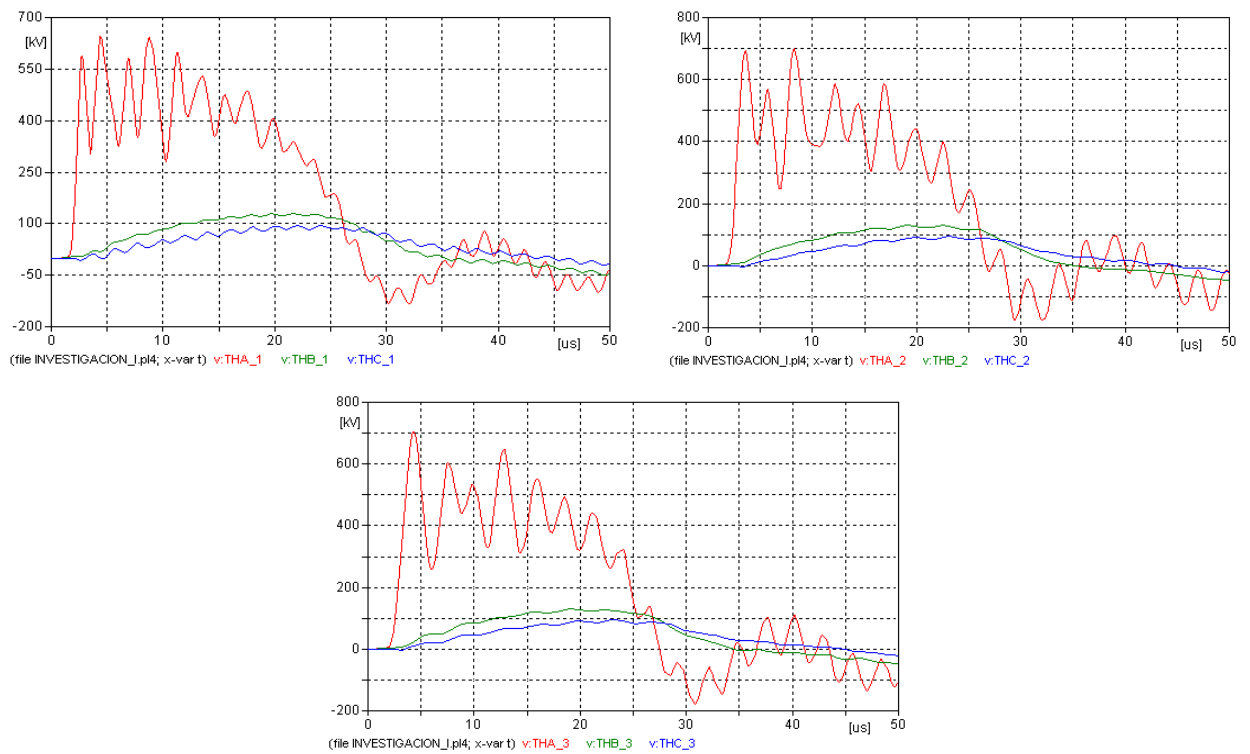 700
[kV]
550
400
250
100
-50
-200
0 10 20 30 40 [us] 50
(file INVESTIGACION_I.pl4; x-var t) v:THA_1 v:THB_1 v:THC_1
800
[kV]
600
400
200
0
-200
0 10 20 30 40 [us] 50
(file INVESTIGACION_I.pl4; x-var t) v:THA_2 v:THB_2 v:THC_2
800
[kV]
600
400
200
0
-200
0 10 20 30 40 [us] 50
(file INVESTIGACION_I.pl4; x-var t) v:THA_3 v:THB_3 v:THC_3